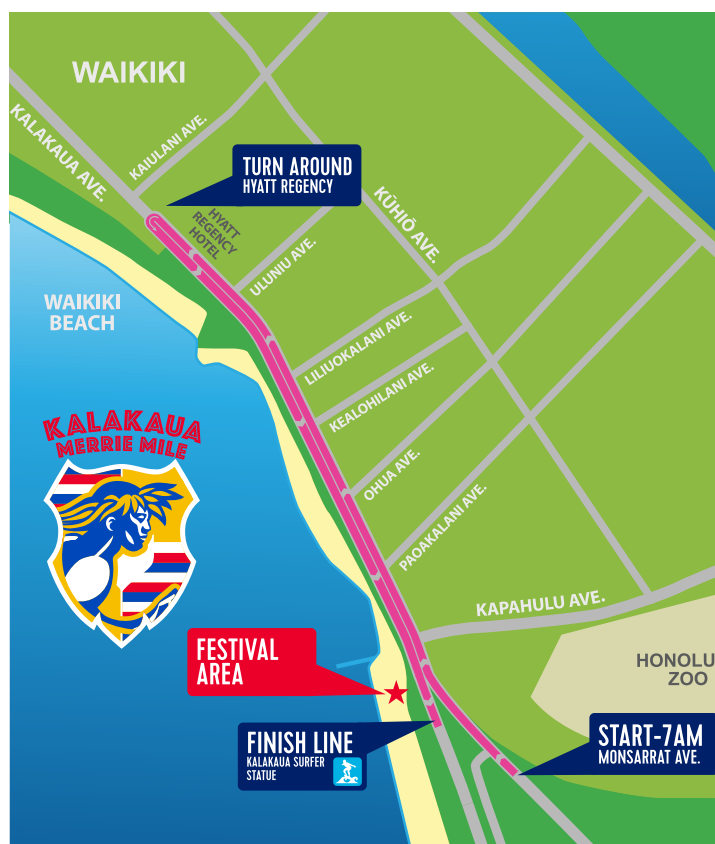 WAIKIKI
KALAKAUA AVE.
KAIULANI AVE.
TURN AROUND
HYATT REGENCY
HYATT
REGENCY
HOTEL
KŪHIŌ AVE.
ULUNIU AVE.
WAIKIKI
BEACH
LILIUOKALANI AVE.
KEALOHILANI AVE.
KALAKAUA
MERRIE MILE
OHUA AVE.
PAOAKALANI AVE.
KAPAHULU AVE.
FESTIVAL
AREA
HONOLU
ZOO
FINISH LINE
KALAKAUA SURFER
STATUE
START-7AM
MONSARRAT AVE.